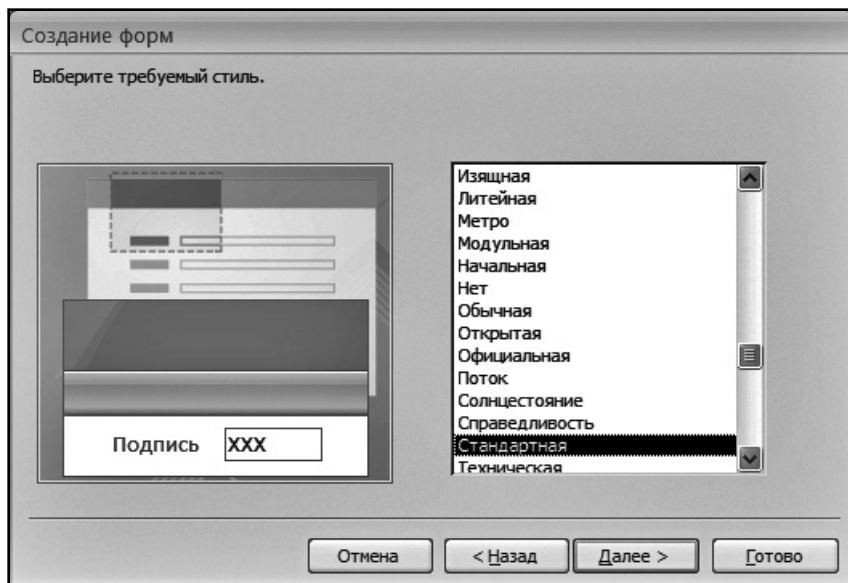 Создание форм
Выберите требуемый стиль.
Подпись XXX
Изящная
Литейная
Метро
Модульная
Начальная
Нет
Обычная
Открытая
Официальная
Поток
Солнцестояние
Справедливость
Стандартная
Техническая
Отмена < Назад Далее > Готово